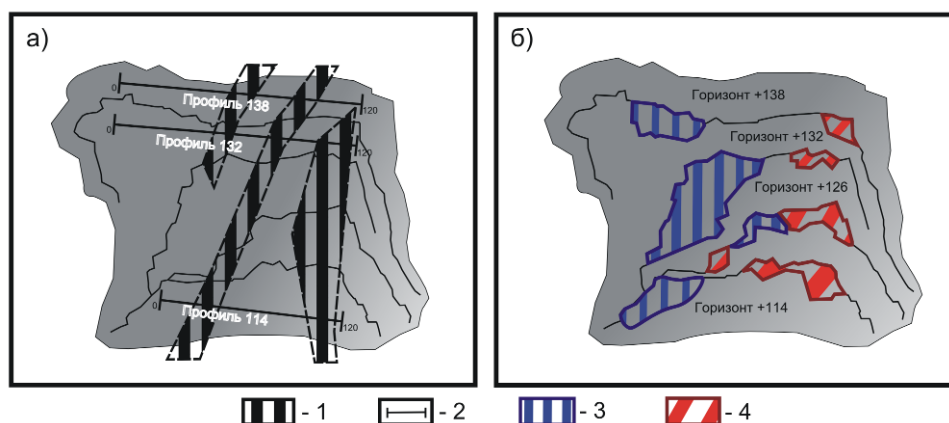 а)
0
Профиль 138
120
0
Профиль 132
120
0
Профиль 114
120
б)
Горизонт +138
Горизонт +132
Горизонт +126
Горизонт +114
- 1
- 2
- 3
- 4